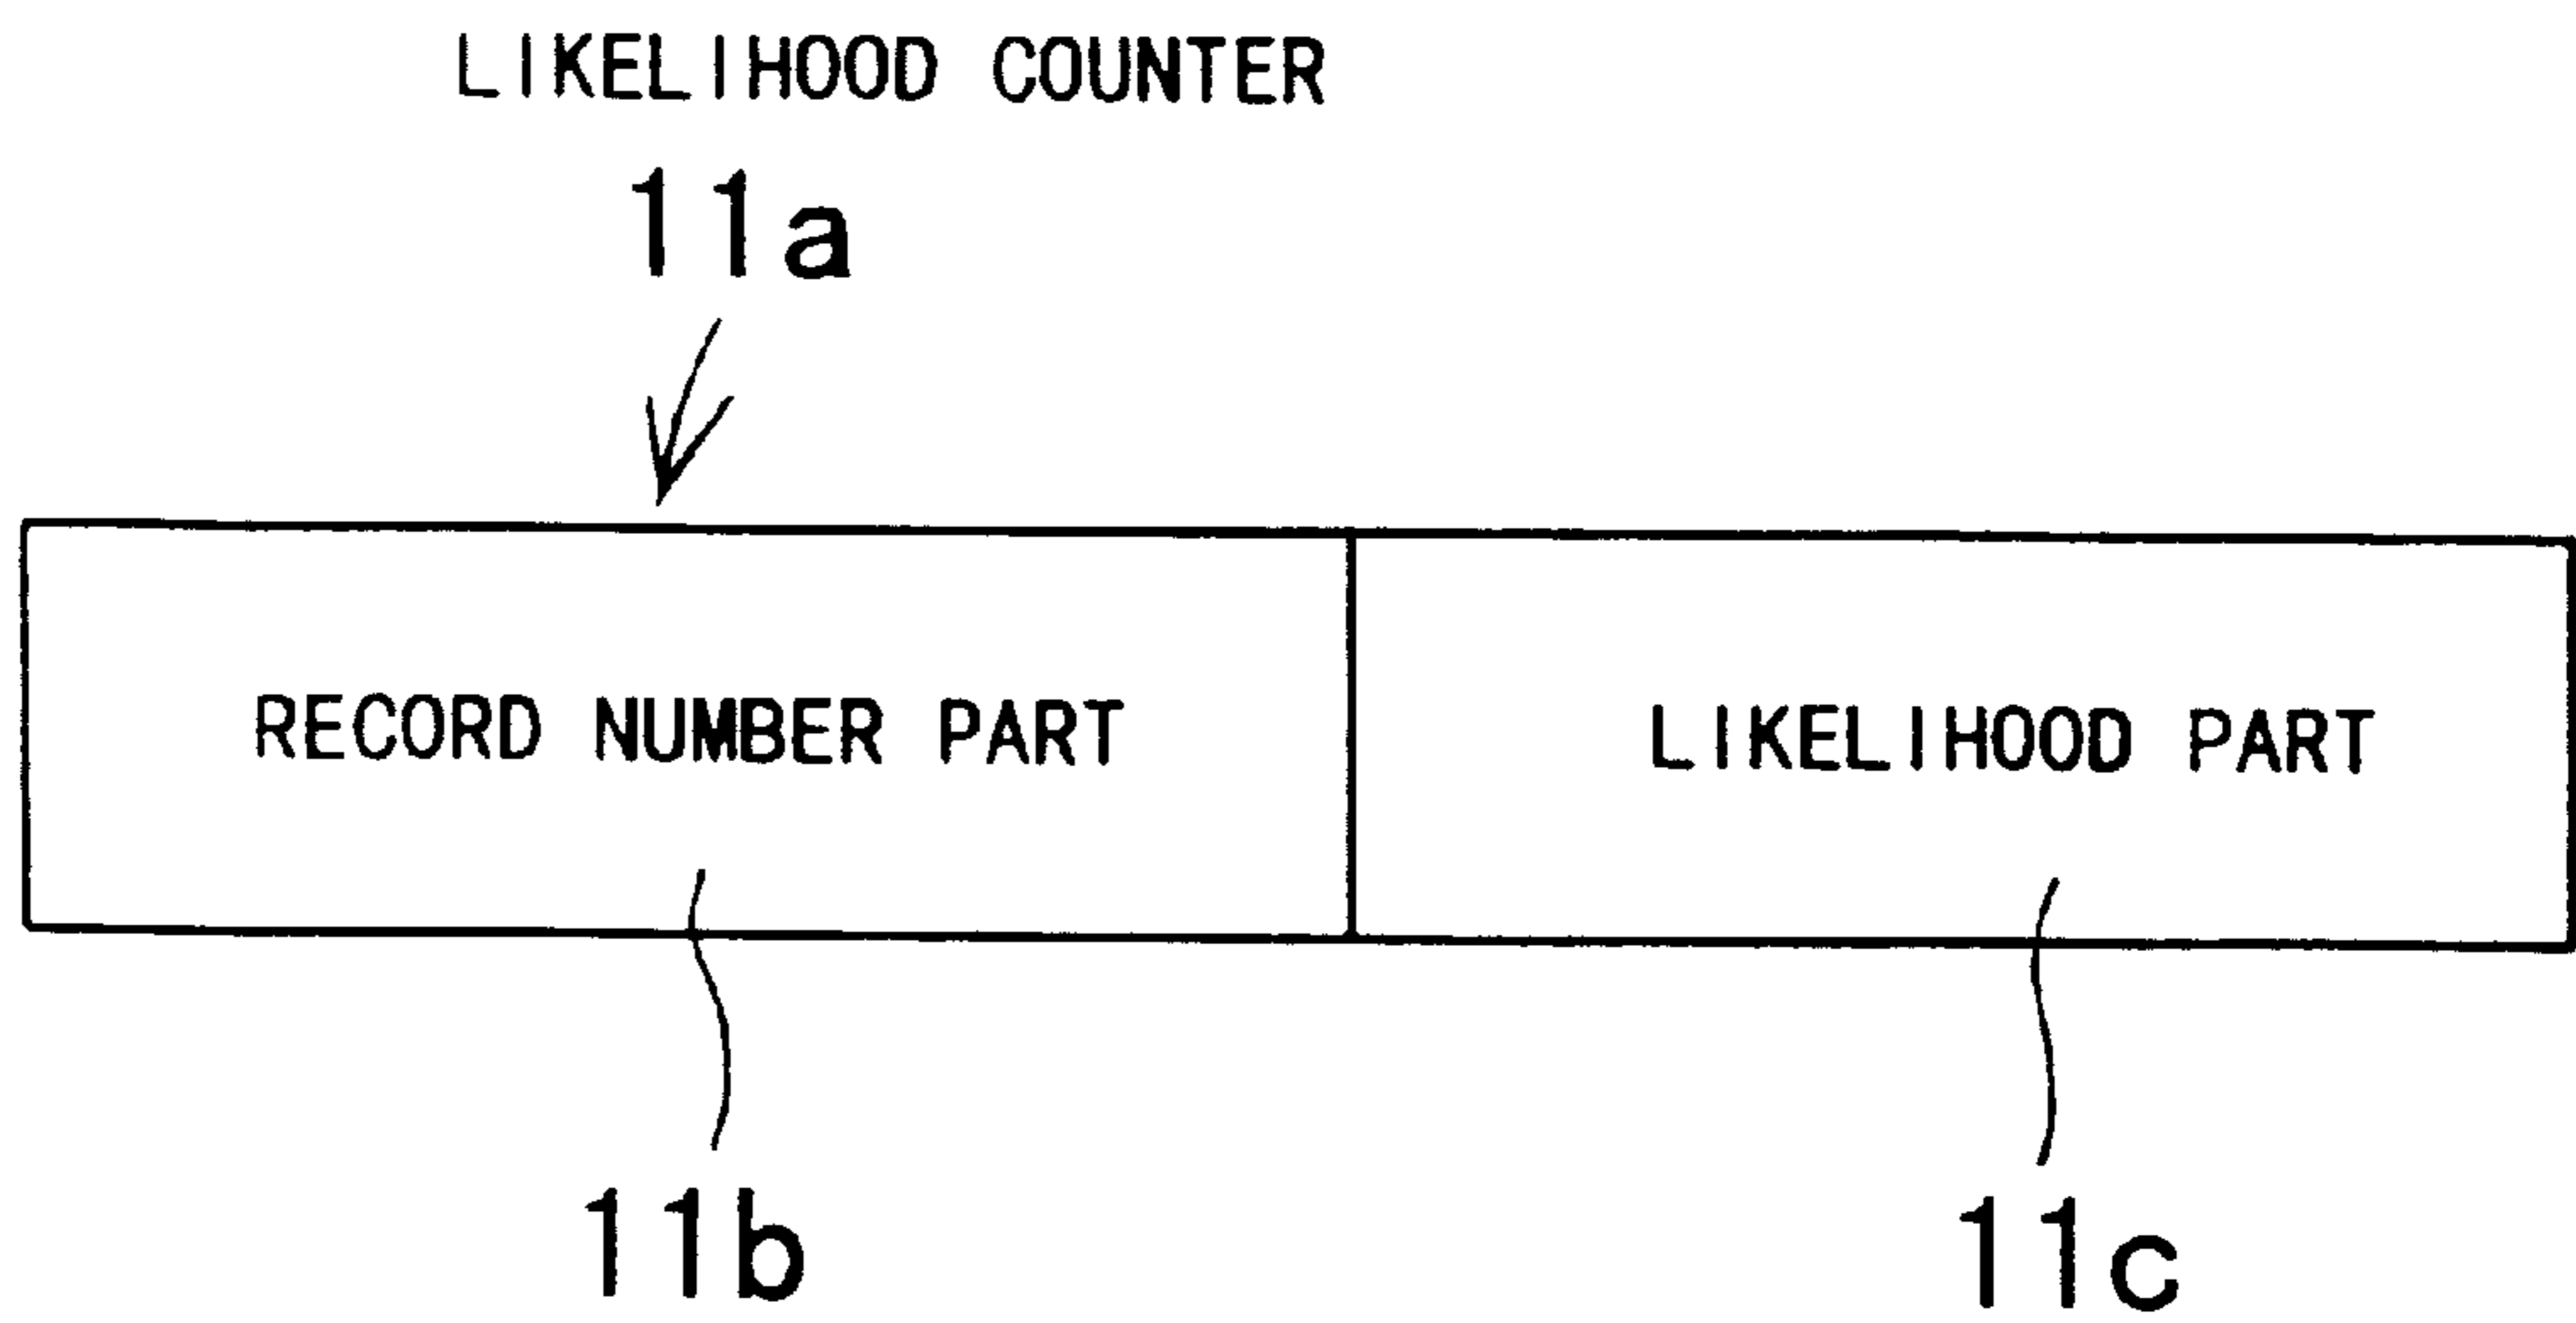 LIKELIHOOD COUNTER
11a
RECORD NUMBER PART LIKELIHOOD PART
11b 11c